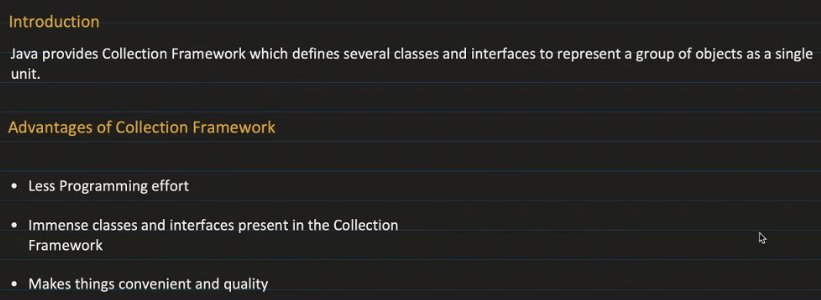 Introduction
Java provides Collection Framework which defines several classes and interfaces to represent a group of objects as a single
unit.
Advantages of Collection Framework
• Less Programming effort
• Immense classes and interfaces present in the Collection
Framework
• Makes things convenient and quality